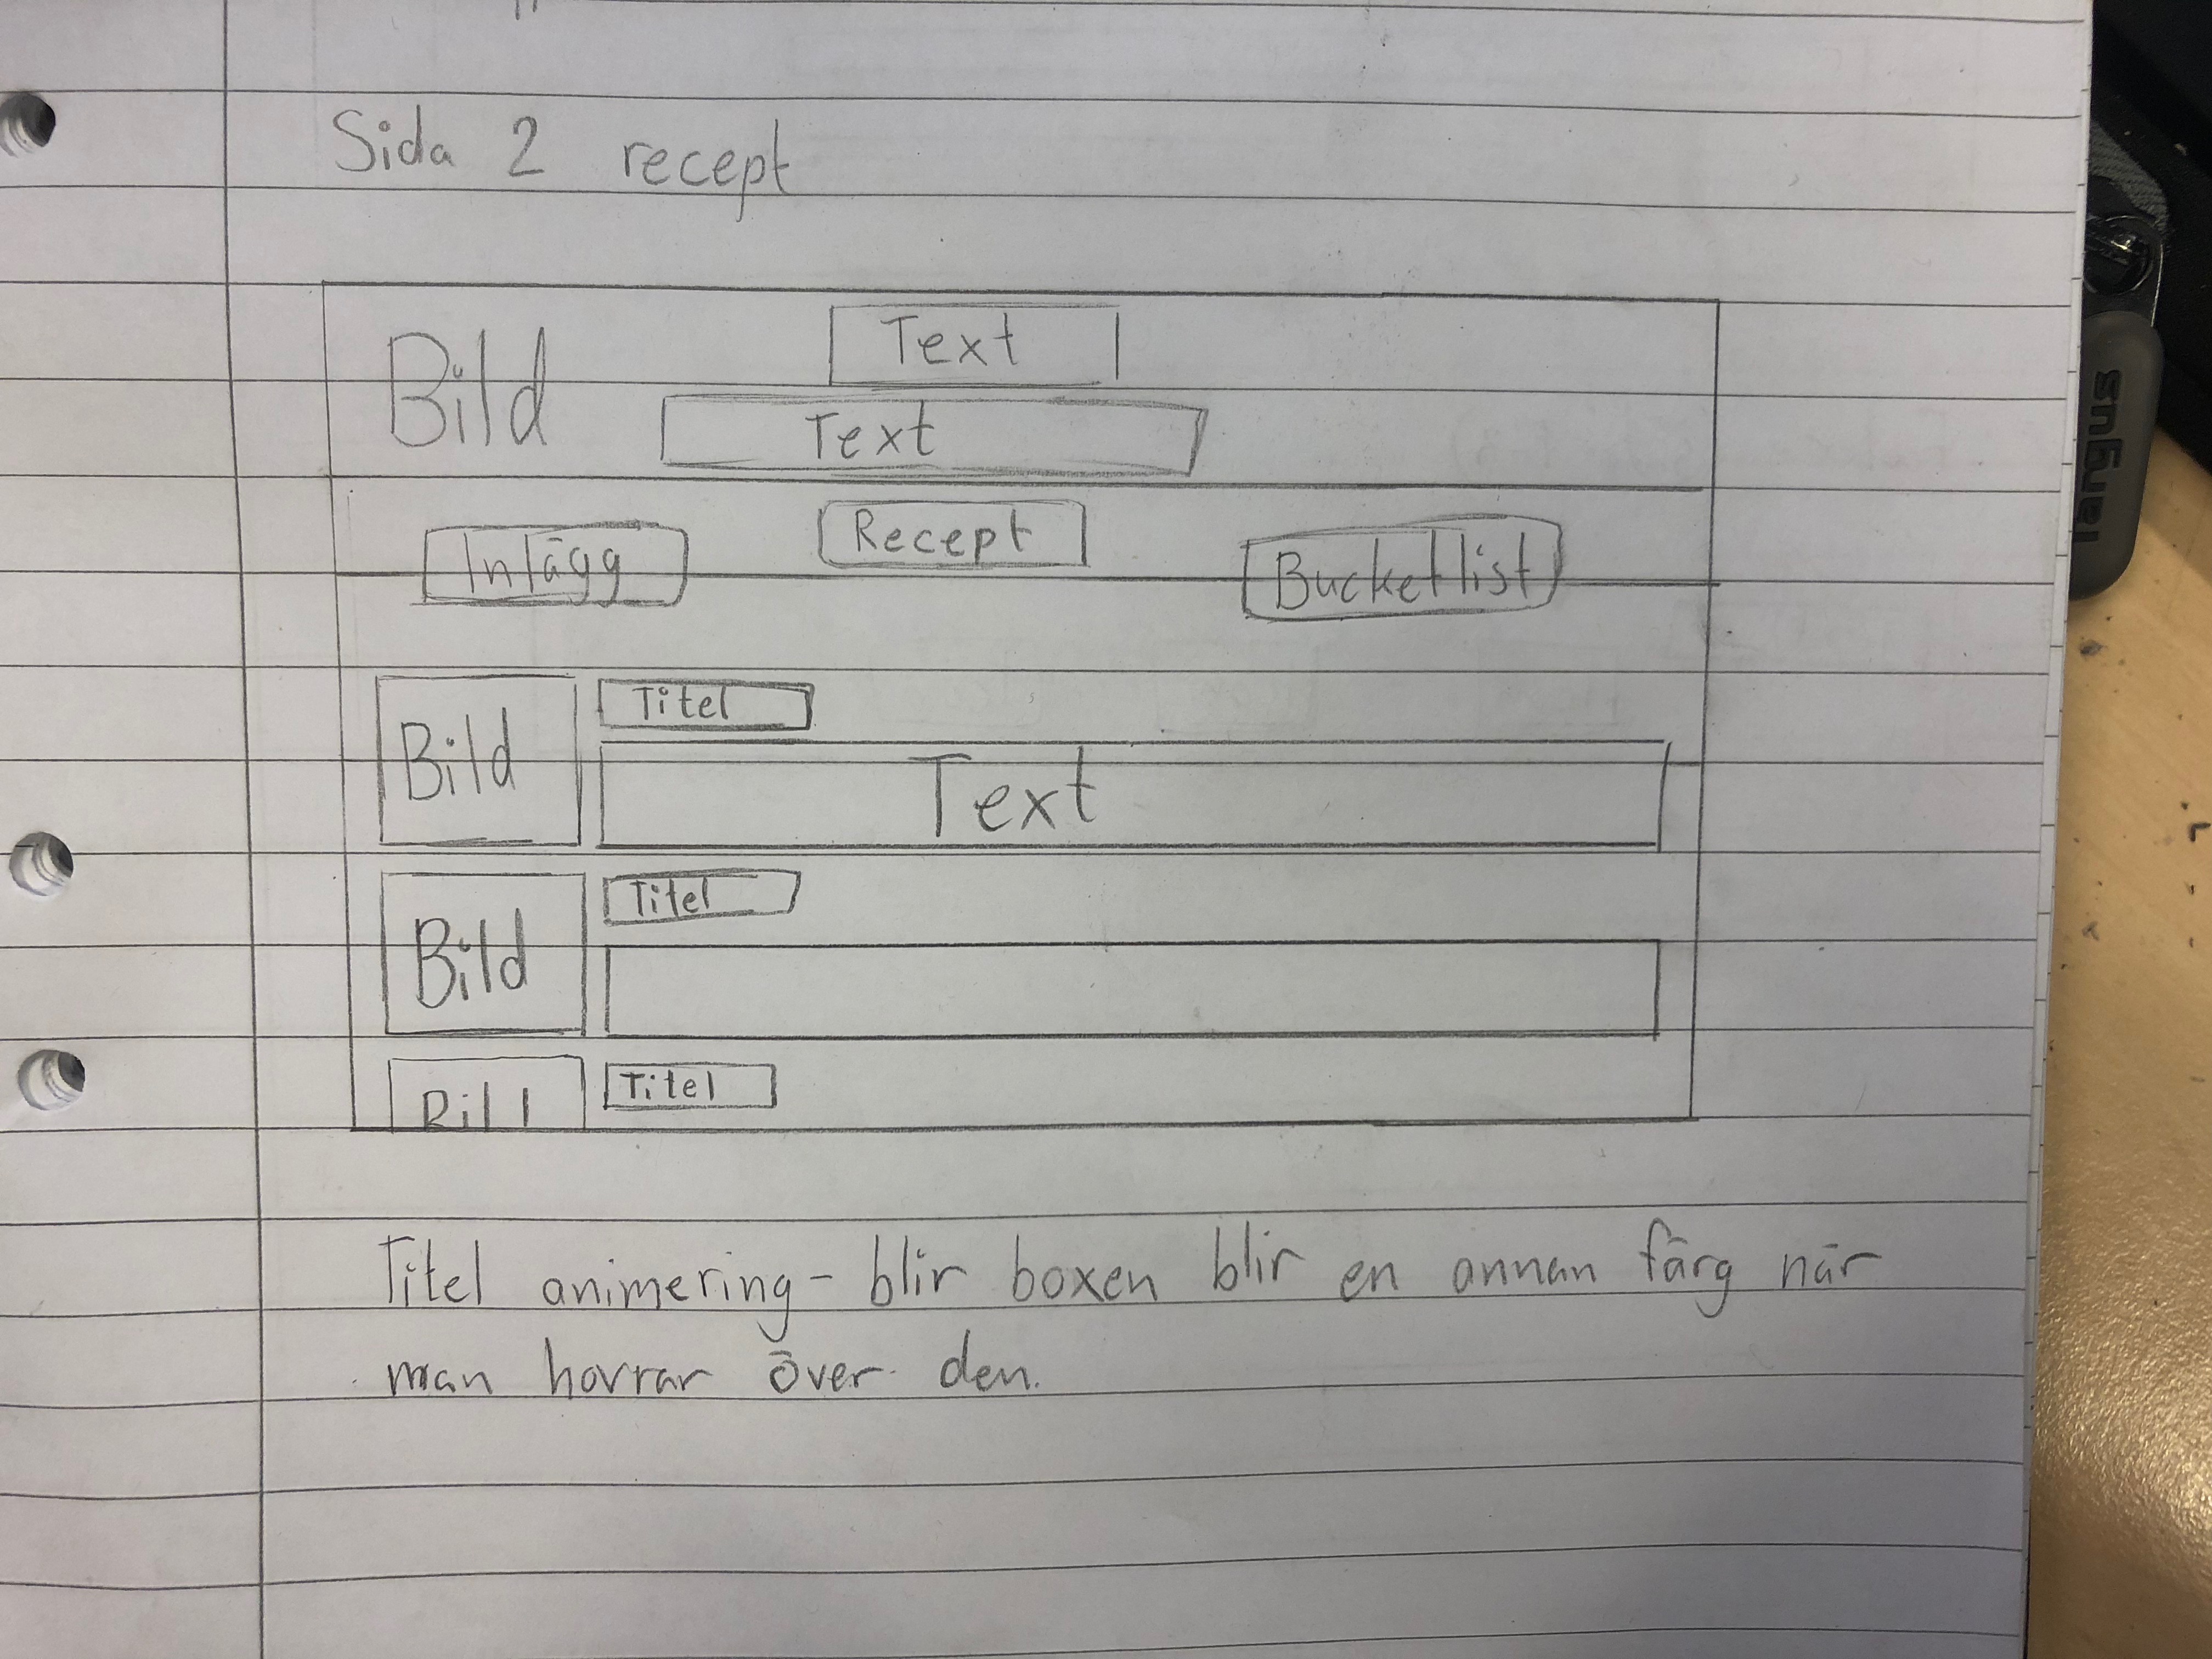 Sida 2 recept
Bild
Text
Text
Inlägg
Recept
Bucketlist
Bild
Titel
Text
Bild
Titel
Bild
Titel
Titel animering - blir boxen blir en annan färg när
man hovrar över den.
targus